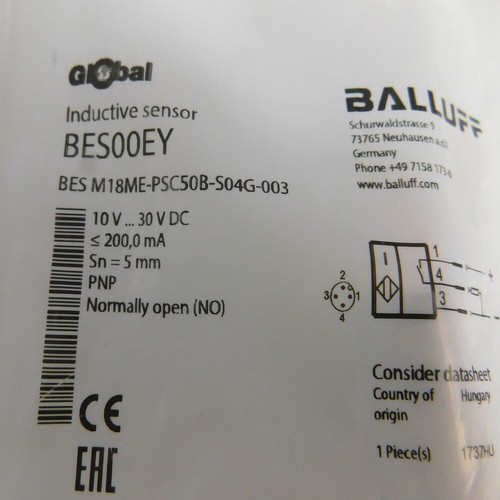 Global
Inductive sensor
BES00EY
BES M18ME-PSC50B-S04G-003
10 V ... 30 V DC
≤ 200,0 mA
Sn = 5 mm
PNP
Normally open (NO)
CE
EAC
BALLUFF
Schurwaldstrasse 9
73765 Neuhausen a.d.
Germany
Phone +49 7158
www.balluff.com
2
3 1
4
1
4
3
Consider datasheet
Country of Hungary
origin
1 Piece(s) 1737HU